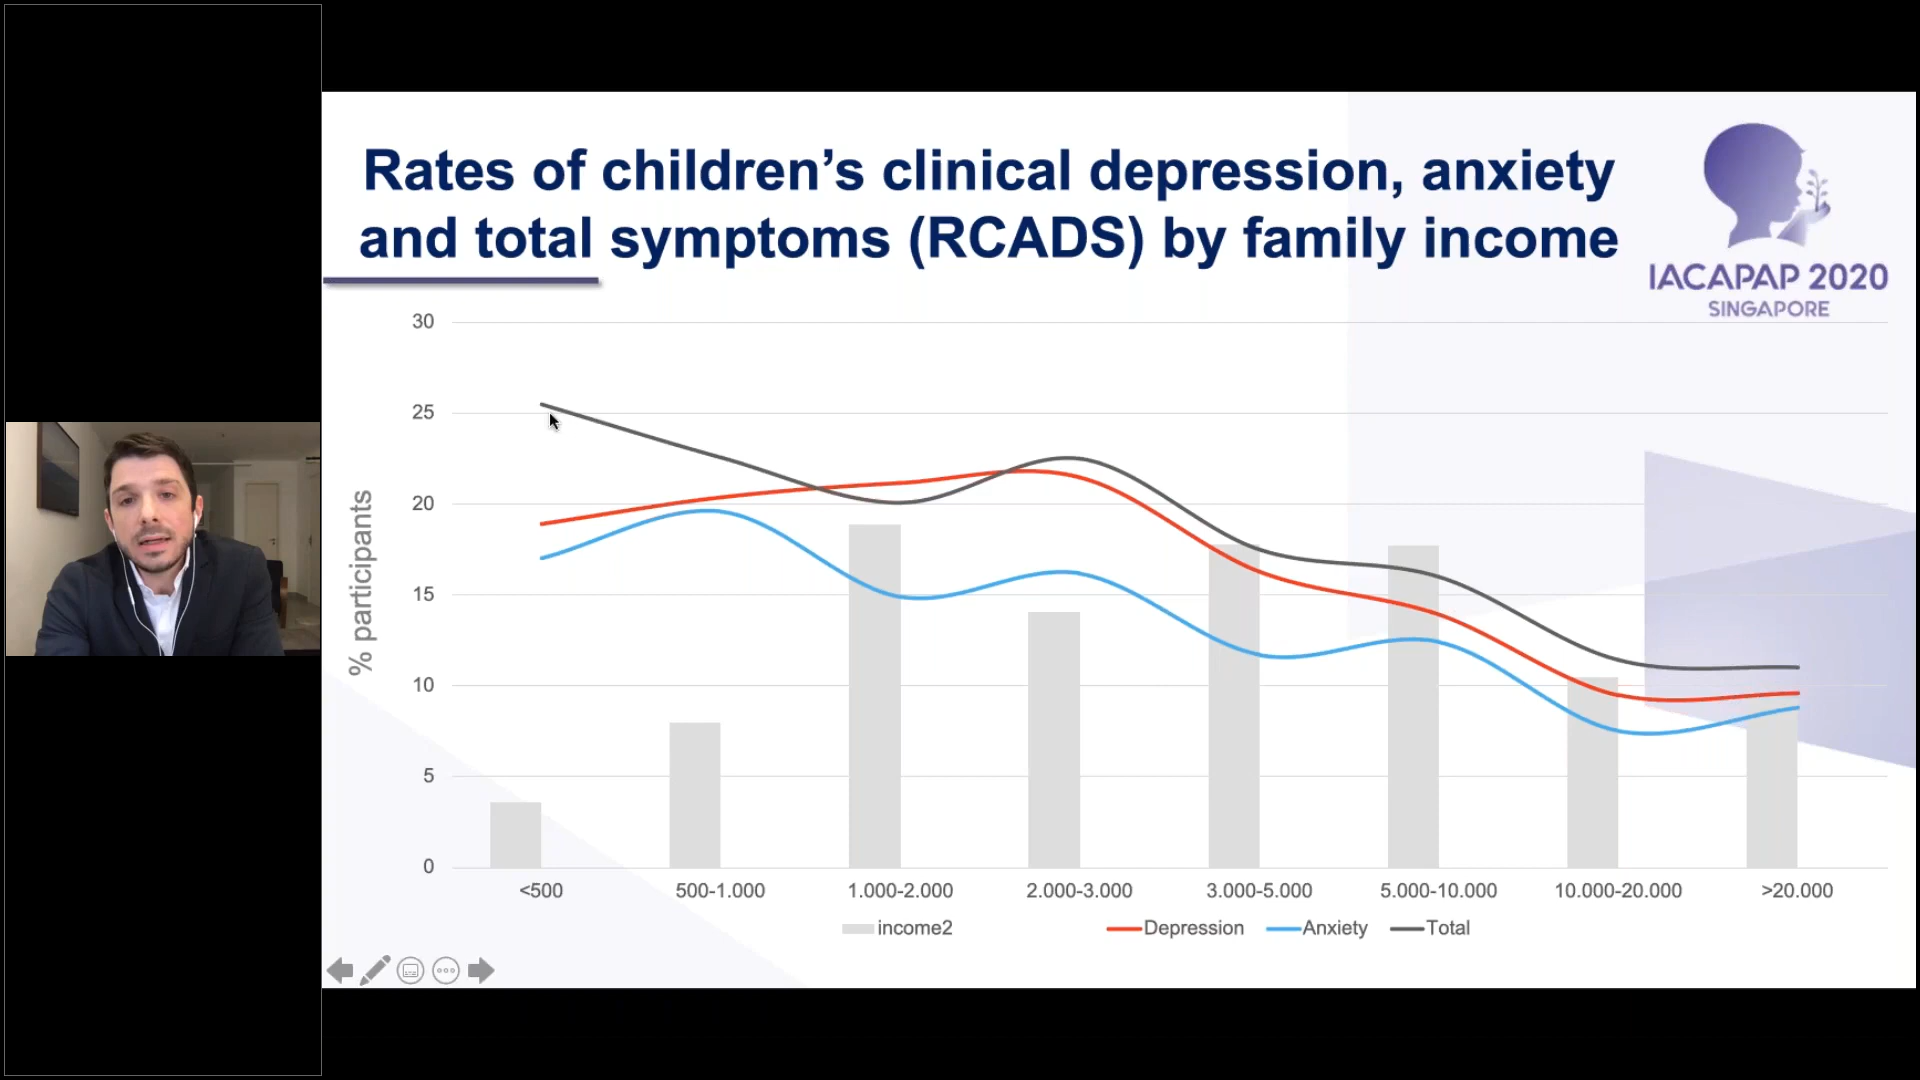 Rates of children’s clinical depression, anxiety
and total symptoms (RCADS) by family income
IACAPAP 2020
SINGAPORE
% participants
30
25
20
15
10
5
0
<500 500-1.000 1.000-2.000 2.000-3.000 3.000-5.000 5.000-10.000 10.000-20.000 >20.000
income2 Depression Anxiety Total